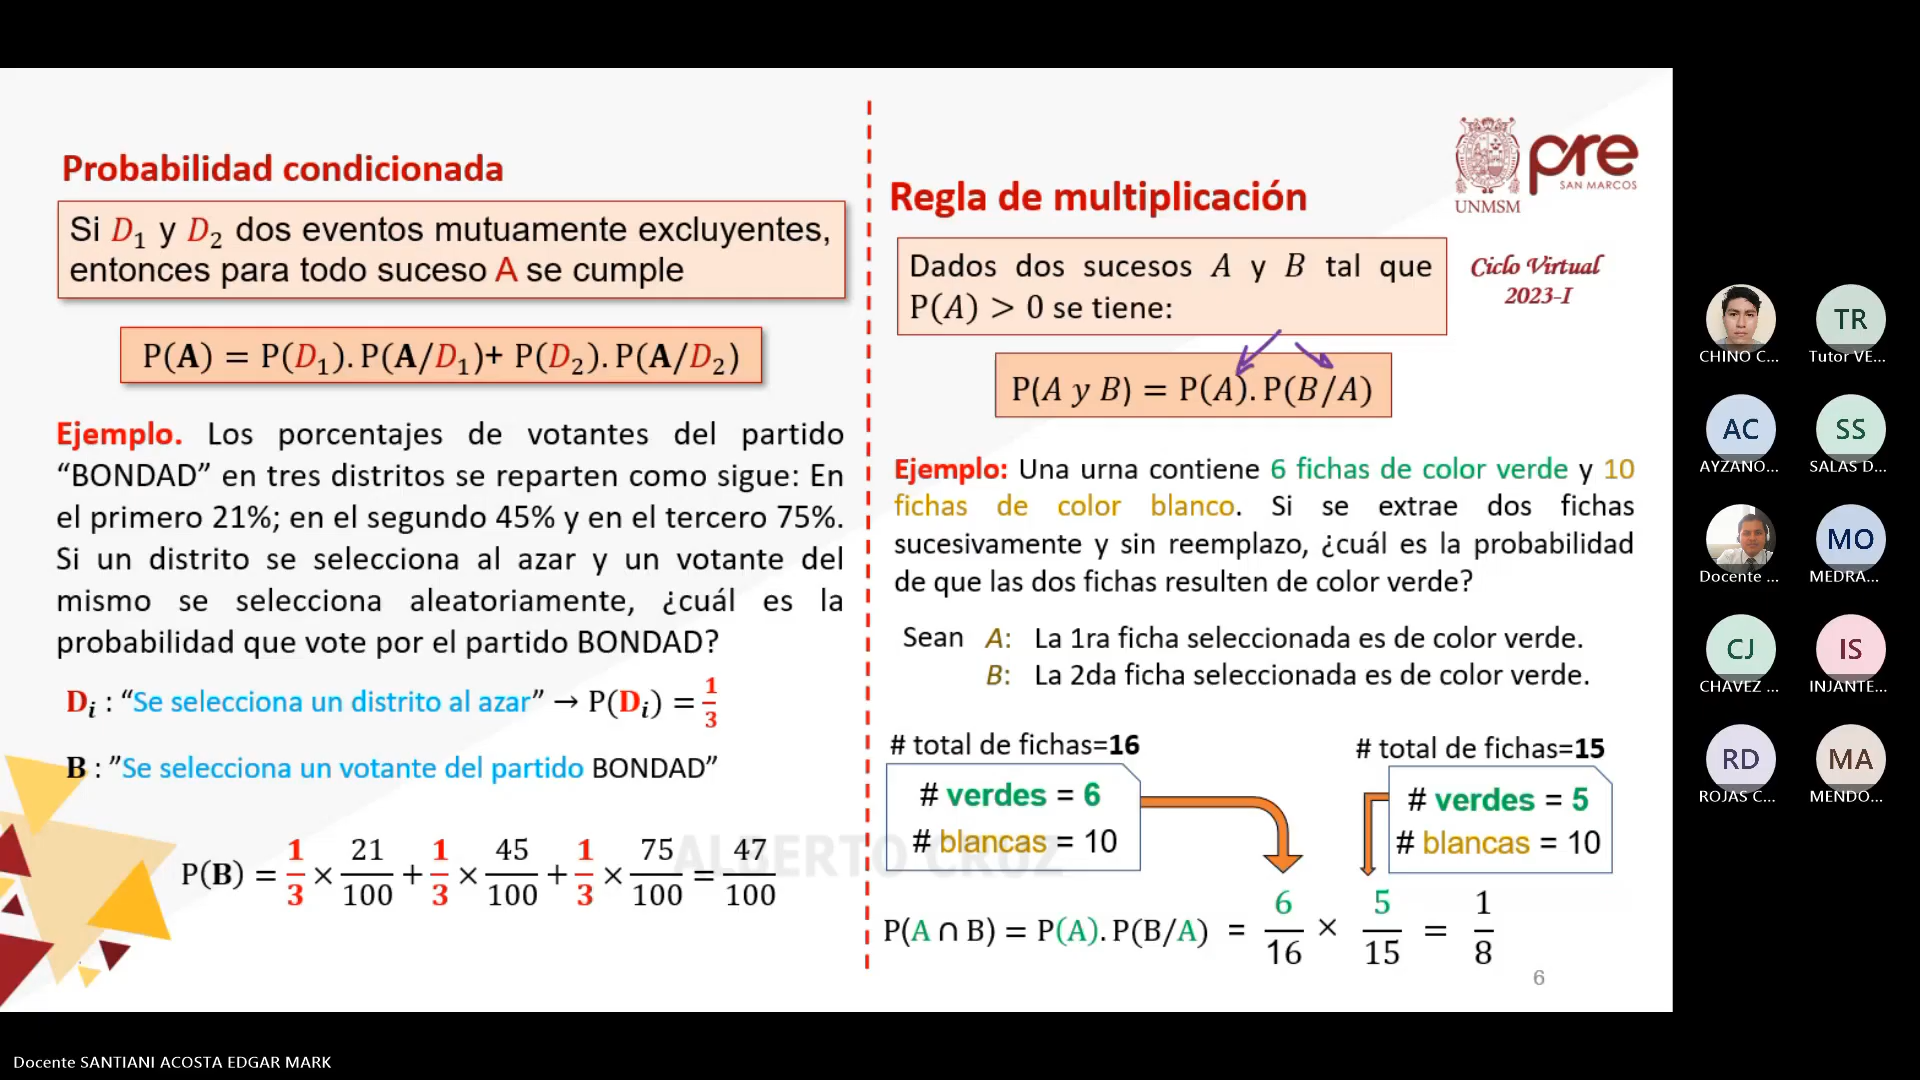 Probabilidad condicionada
Si D₁ y D₂ dos eventos mutuamente excluyentes,
entonces para todo suceso A se cumple
P(A) = P(D₁).P(A/D₁)+ P(D₂).P(A/D₂)
Ejemplo. Los porcentajes de votantes del partido
“BONDAD” en tres distritos se reparten como sigue: En
el primero 21%; en el segundo 45% y en el tercero 75%.
Si un distrito se selecciona al azar y un votante del
mismo se selecciona aleatoriamente, ¿cuál es la
probabilidad que vote por el partido BONDAD?
Dᵢ : “Se selecciona un distrito al azar” → P(Dᵢ) = 1/3
B : ”Se selecciona un votante del partido BONDAD”
P(B) = 1/3 × 21/100 + 1/3 × 45/100 + 1/3 × 75/100 = 47/100
Regla de multiplicación
Dados dos sucesos A y B tal que
P(A) > 0 se tiene:
P(A y B) = P(A).P(B/A)
Ejemplo: Una urna contiene 6 fichas de color verde y 10
fichas de color blanco. Si se extrae dos fichas
sucesivamente y sin reemplazo, ¿cuál es la probabilidad
de que las dos fichas resulten de color verde?
Sean A: La 1ra ficha seleccionada es de color verde.
B: La 2da ficha seleccionada es de color verde.
# total de fichas=16
# verdes = 6
# blancas = 10
# total de fichas=15
# verdes = 5
# blancas = 10
P(A ∩ B) = P(A).P(B/A) = 6/16 × 5/15 = 1/8
6
ALBERTO CRUZ
UNMSM
pre
SAN MARCOS
Ciclo Virtual
2023-I
CHINO C...
TR
Tutor VE...
AC
AYZANO...
SS
SALAS D...
Docente ...
MO
MEDRA...
CJ
CHAVEZ ...
IS
INJANTE...
RD
ROJAS C...
MA
MENDO...
Docente SANTIANI ACOSTA EDGAR MARK